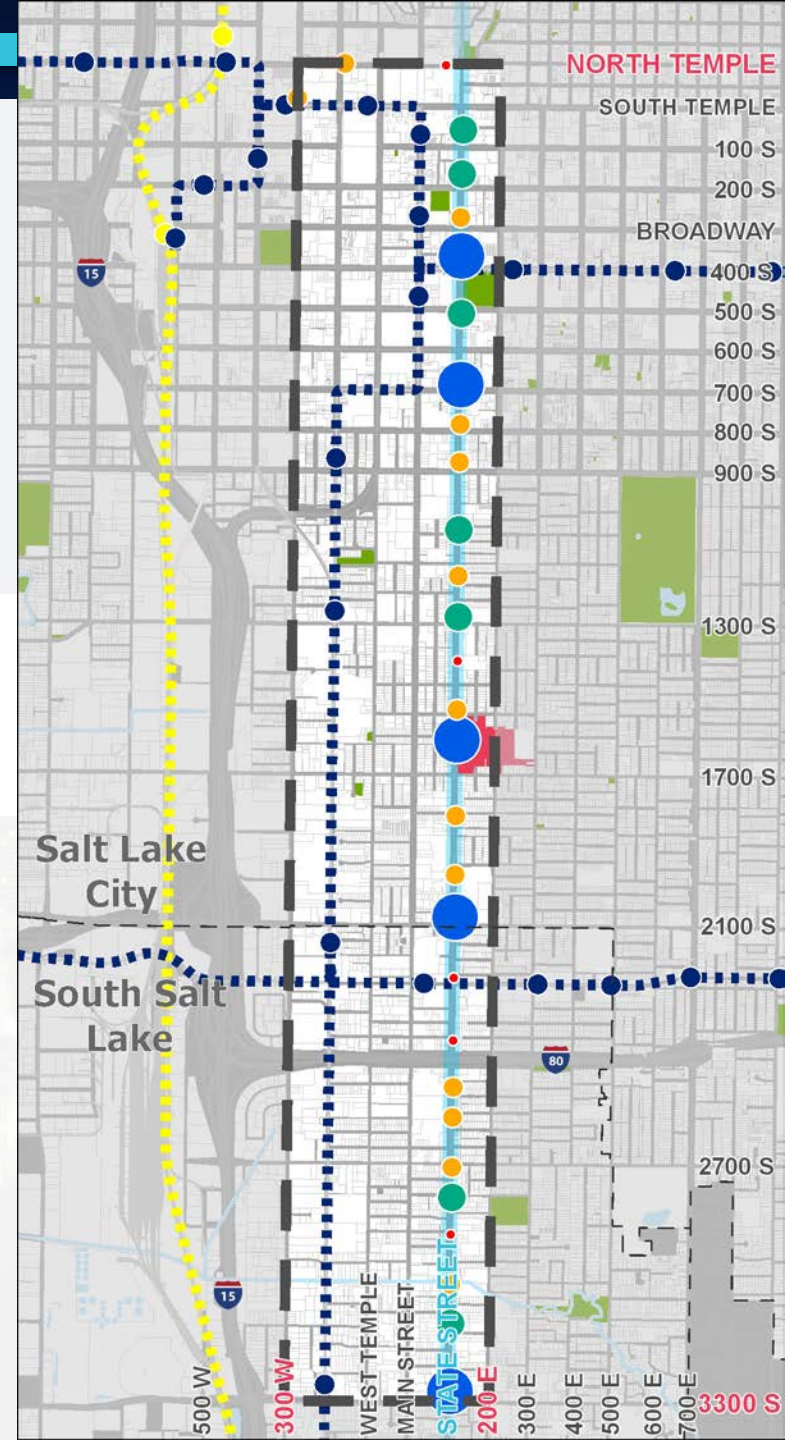 NORTH TEMPLE
SOUTH TEMPLE
100 S
200 S
BROADWAY
15
400 S
500 S
600 S
700 S
800 S
900 S
1300 S
1700 S
Salt Lake
City
2100 S
South Salt
Lake
80
2700 S
15
500 W
300 W
WEST TEMPLE
MAIN STREET
STATE STREET
200 E
300 E
400 E
500 E
600 E
700 E
3300 S